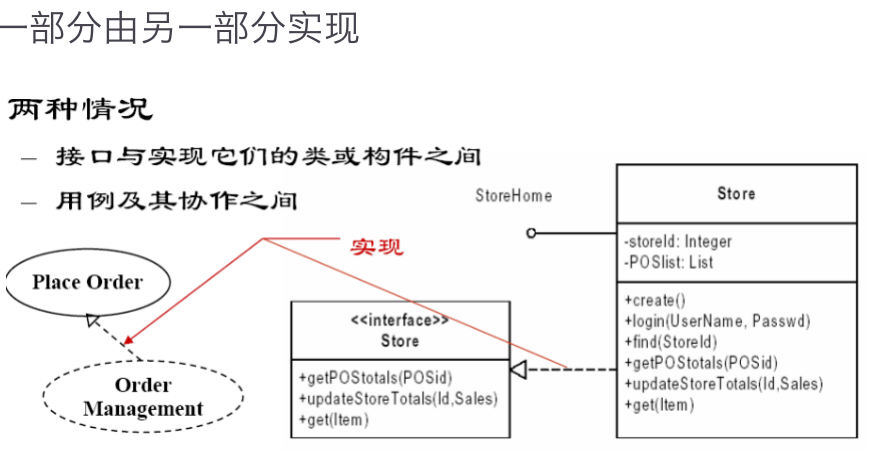 一部分由另一部分实现
两种情况
– 接口与实现它们的类或构件之间
– 用例及其协作之间
StoreHome
Store
-storeId: Integer
-POSlist: List
+create()
+login(UserName, Passwd)
+find(StoreId)
+getPOStotals(POSid)
+updateStoreTotals(Id,Sales)
+get(Item)
实现
Place Order
<<interface>>
Store
+getPOStotals(POSid)
+updateStoreTotals(Id,Sales)
+get(Item)
Order
Management